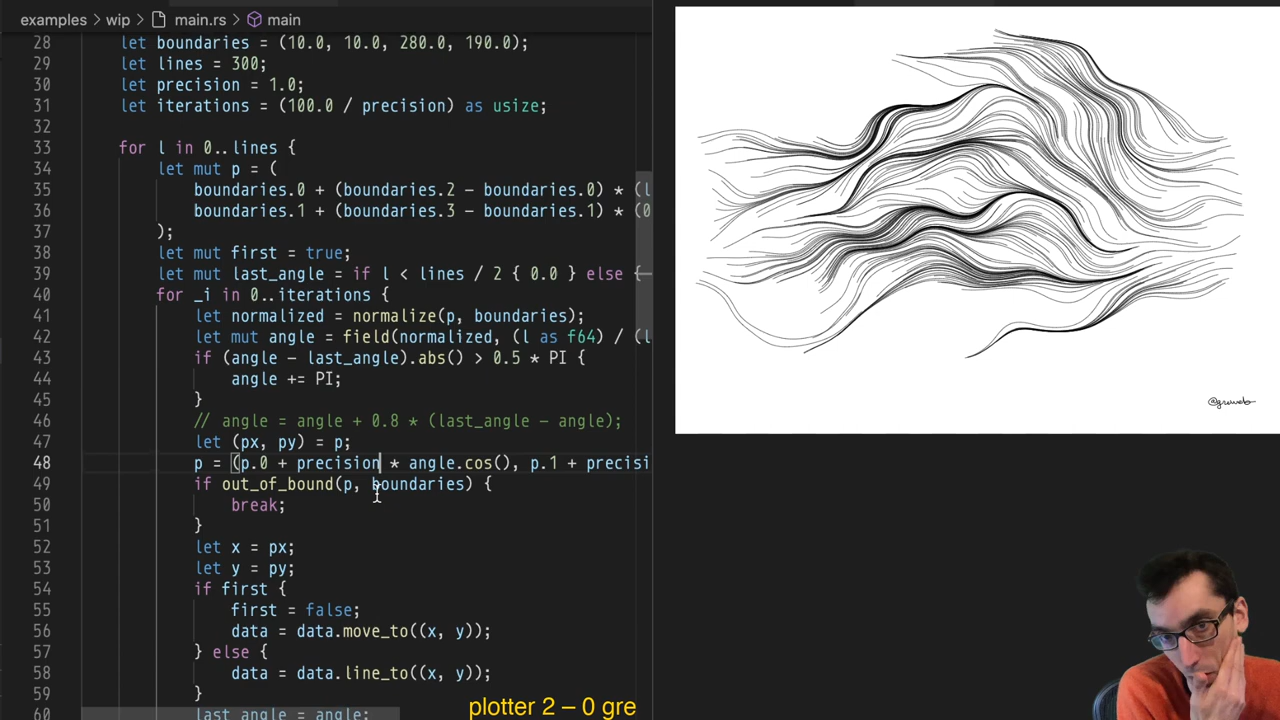 examples > wip > main.rs > main
28 let boundaries = (10.0, 10.0, 280.0, 190.0);
29 let lines = 300;
30 let precision = 1.0;
31 let iterations = (100.0 / precision) as usize;
32
33 for l in 0..lines {
34 let mut p = (
35 boundaries.0 + (boundaries.2 - boundaries.0) * (l
36 boundaries.1 + (boundaries.3 - boundaries.1) * (0
37 );
38 let mut first = true;
39 let mut last_angle = if l < lines / 2 { 0.0 } else {
40 for _i in 0..iterations {
41 let normalized = normalize(p, boundaries);
42 let mut angle = field(normalized, (l as f64) / (l
43 if (angle - last_angle).abs() > 0.5 * PI {
44 angle += PI;
45 }
46 // angle = angle + 0.8 * (last_angle - angle);
47 let (px, py) = p;
48 p = (p.0 + precision * angle.cos(), p.1 + precisi
49 if out_of_bound(p, boundaries) {
50 break;
51 }
52 let x = px;
53 let y = py;
54 if first {
55 first = false;
56 data = data.move_to((x, y));
57 } else {
58 data = data.line_to((x, y));
59 }
60 last_angle = angle;
@greweb
plotter 2 – 0 gre